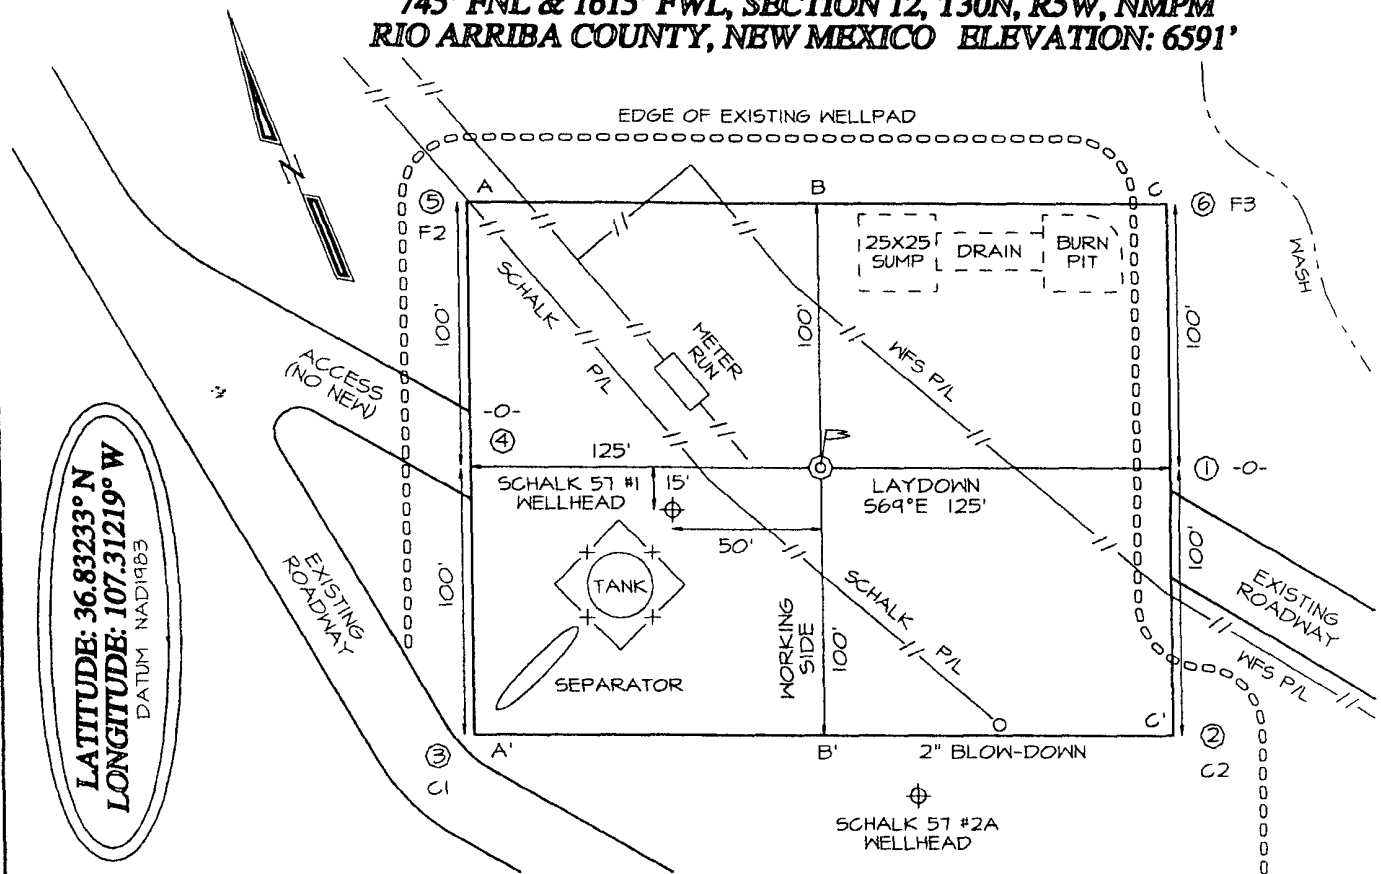 745' FNL & 1615' FWL, SECTION 12, T30N, R5W, NMPM
RIO ARRIBA COUNTY, NEW MEXICO ELEVATION: 6591'
EDGE OF EXISTING WELLPAD
N
A
B
C
⑤
F2
⑥ F3
25X25
SUMP
DRAIN
BURN
PIT
WASH
SCHALK
P/L
100'
100'
100'
METER
RUN
WFS P/L
ACCESS
(NO NEW)
-0-
④
125'
① -0-
SCHALK 57 #1
WELLHEAD
15'
LAYDOWN
S69°E 125'
50'
LATITUDE: 36.83233° N
LONGITUDE: 107.31219° W
DATUM NAD1983
EXISTING
ROADWAY
100'
TANK
WORKING
SIDE
100'
SCHALK
P/L
100'
EXISTING
ROADWAY
WFS P/L
SEPARATOR
③
C1
A'
B'
2" BLOW-DOWN
C'
②
C2
SCHALK 57 #2A
WELLHEAD